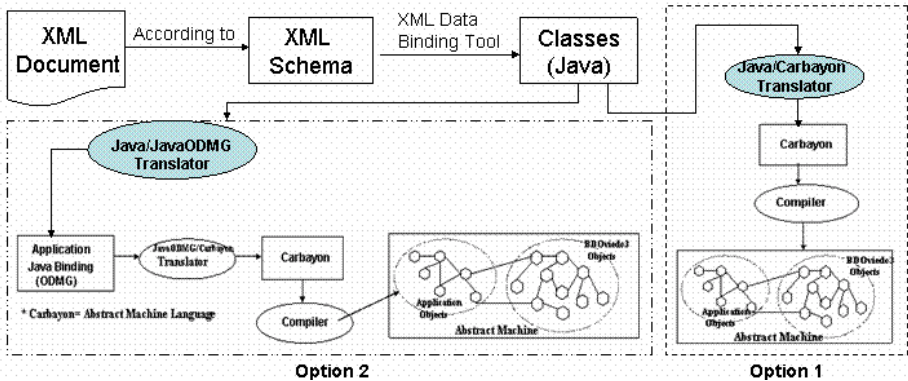 XML
Document
According to
XML
Schema
XML Data
Binding Tool
Classes
(Java)
Java/Carbayon
Translator
Carbayon
Compiler
BDOviedo3
Objects
Application
Objects
Abstract Machine
Option 1
Java/JavaODMG
Translator
Application
Java Binding
(ODMG)
JavaODMG/Carbayon
Translator
Carbayon
Compiler
* Carbayon= Abstract Machine Language
BDOviedo3
Objects
Application
Objects
Abstract Machine
Option 2